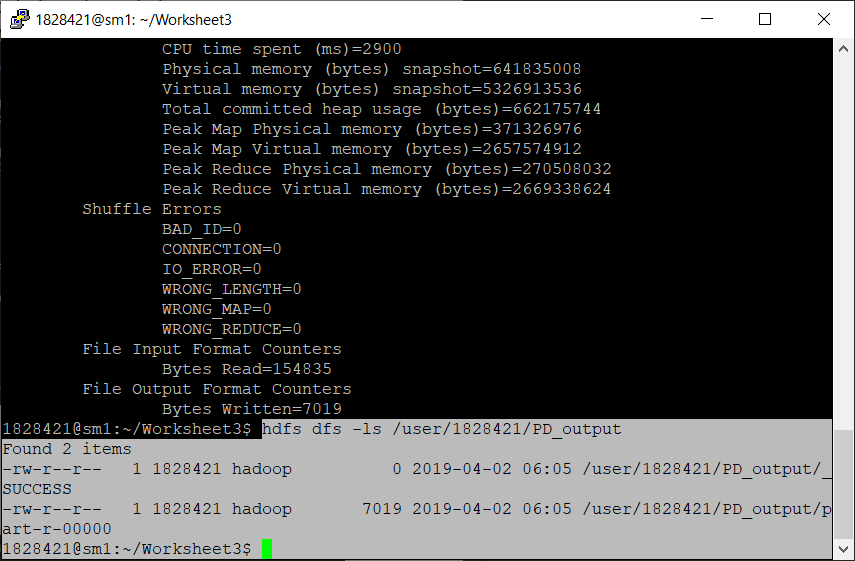 1828421@sm1: ~/Worksheet3
CPU time spent (ms)=2900
Physical memory (bytes) snapshot=641835008
Virtual memory (bytes) snapshot=5326913536
Total committed heap usage (bytes)=662175744
Peak Map Physical memory (bytes)=371326976
Peak Map Virtual memory (bytes)=2657574912
Peak Reduce Physical memory (bytes)=270508032
Peak Reduce Virtual memory (bytes)=2669338624
Shuffle Errors
BAD_ID=0
CONNECTION=0
IO_ERROR=0
WRONG_LENGTH=0
WRONG_MAP=0
WRONG_REDUCE=0
File Input Format Counters
Bytes Read=154835
File Output Format Counters
Bytes Written=7019
1828421@sm1:~/Worksheet3$ hdfs dfs -ls /user/1828421/PD_output
Found 2 items
-rw-r--r--   1 1828421 hadoop          0 2019-04-02 06:05 /user/1828421/PD_output/_
SUCCESS
-rw-r--r--   1 1828421 hadoop       7019 2019-04-02 06:05 /user/1828421/PD_output/p
art-r-00000
1828421@sm1:~/Worksheet3$